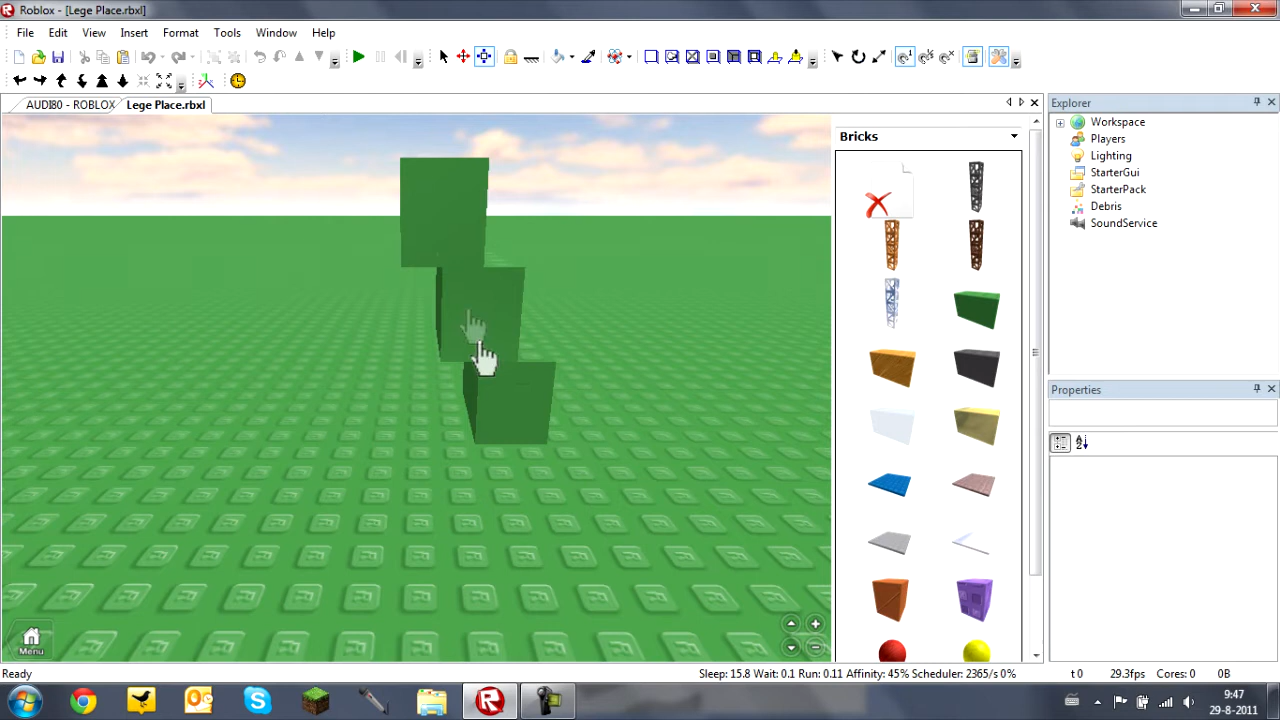 Roblox - [Lege Place.rbxl]
File Edit View Insert Format Tools Window Help
AUDI80 - ROBLOX Lege Place.rbxl
Bricks
Explorer
Workspace
Players
Lighting
StarterGui
StarterPack
Debris
SoundService
Properties
Menu
Ready
Sleep: 15.8 Wait: 0.1 Run: 0.11 Affinity: 45% Scheduler: 2365/s 0%
t 0
29.3fps
Cores: 0
0B
9:47
29-8-2011